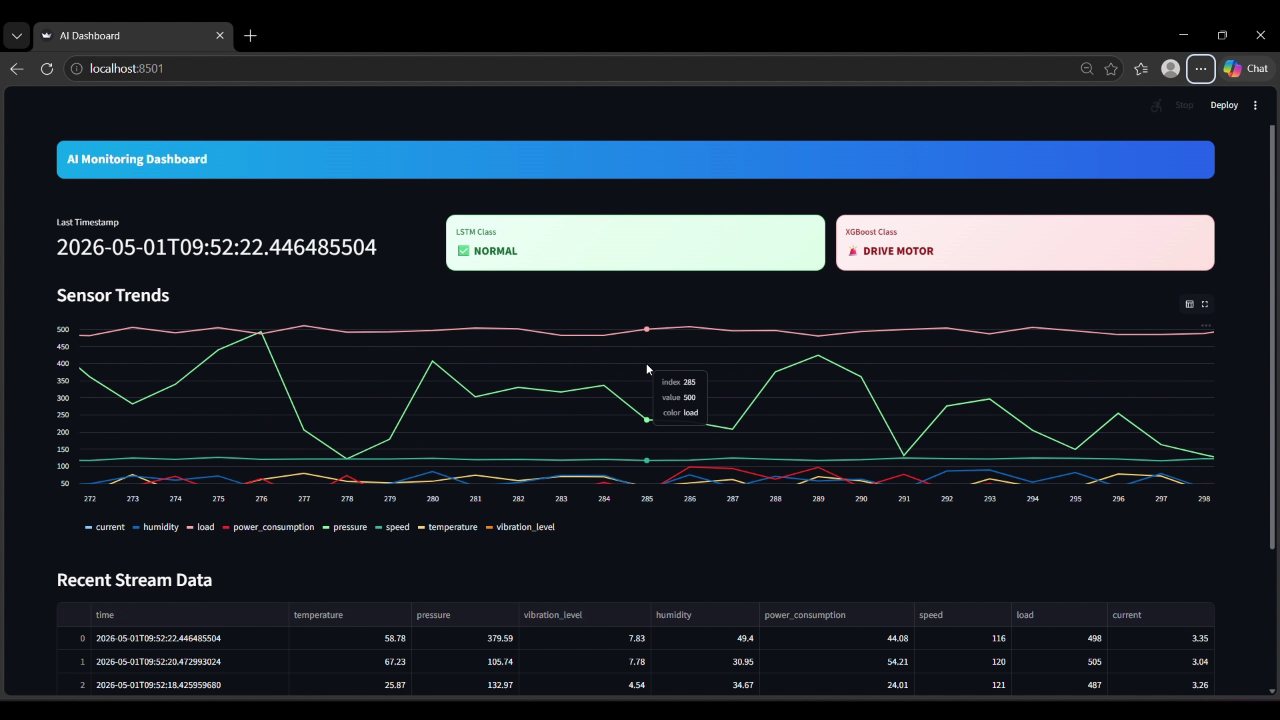 AI Dashboard
localhost:8501
Chat
Stop
Deploy
AI Monitoring Dashboard
Last Timestamp
2026-05-01T09:52:22.446485504
LSTM Class
✅ NORMAL
XGBoost Class
🚨 DRIVE MOTOR
Sensor Trends
500
450
400
350
300
250
200
150
100
50
index 285
value 500
color load
272 273 274 275 276 277 278 279 280 281 282 283 284 285 286 287 288 289 290 291 292 293 294 295 296 297 298
current humidity load power_consumption pressure speed temperature vibration_level
Recent Stream Data
time temperature pressure vibration_level humidity power_consumption speed load current
0 2026-05-01T09:52:22.446485504 58.78 379.59 7.83 49.4 44.08 116 498 3.35
1 2026-05-01T09:52:20.472993024 67.23 105.74 7.78 30.95 54.21 120 505 3.04
2 2026-05-01T09:52:18.425959680 25.87 132.97 4.54 34.67 24.01 121 487 3.26